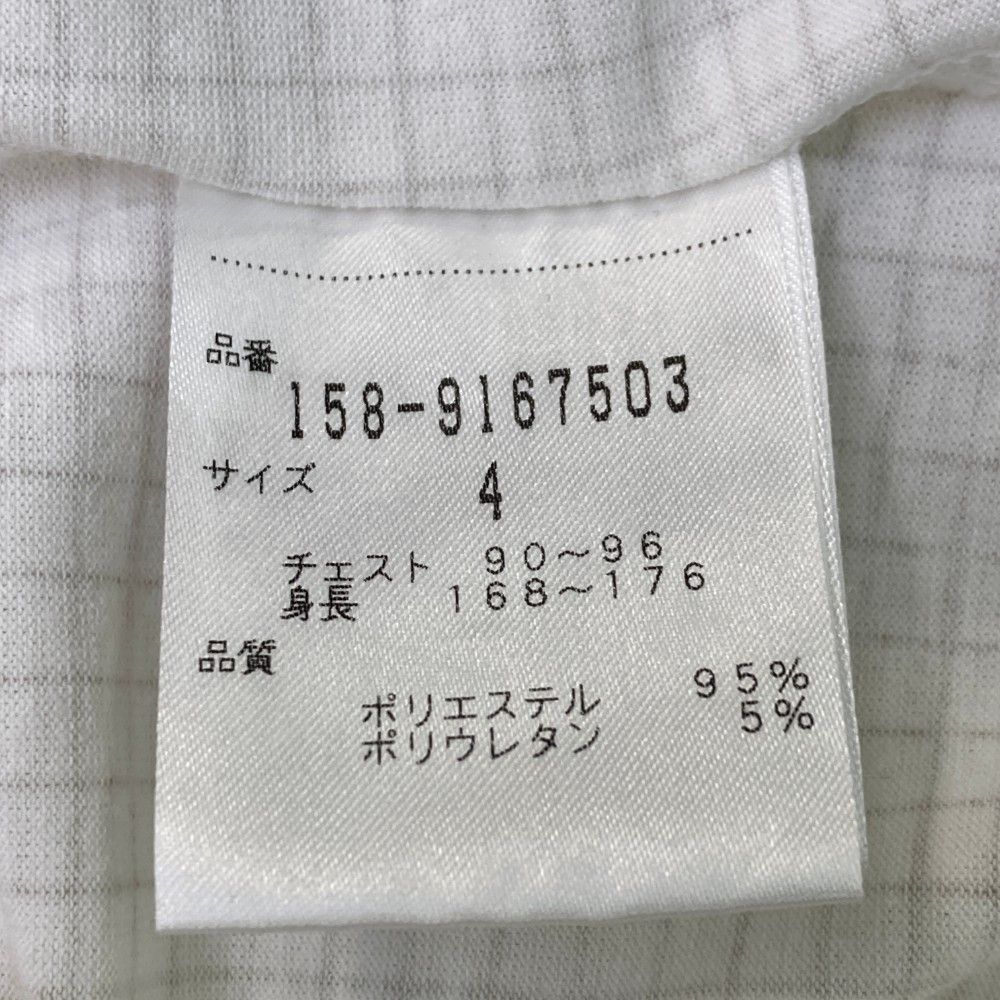 品番
158-9167503
サイズ 4
チェスト 90～96
身長 168～176
品質
ポリエステル 95%
ポリウレタン 5%